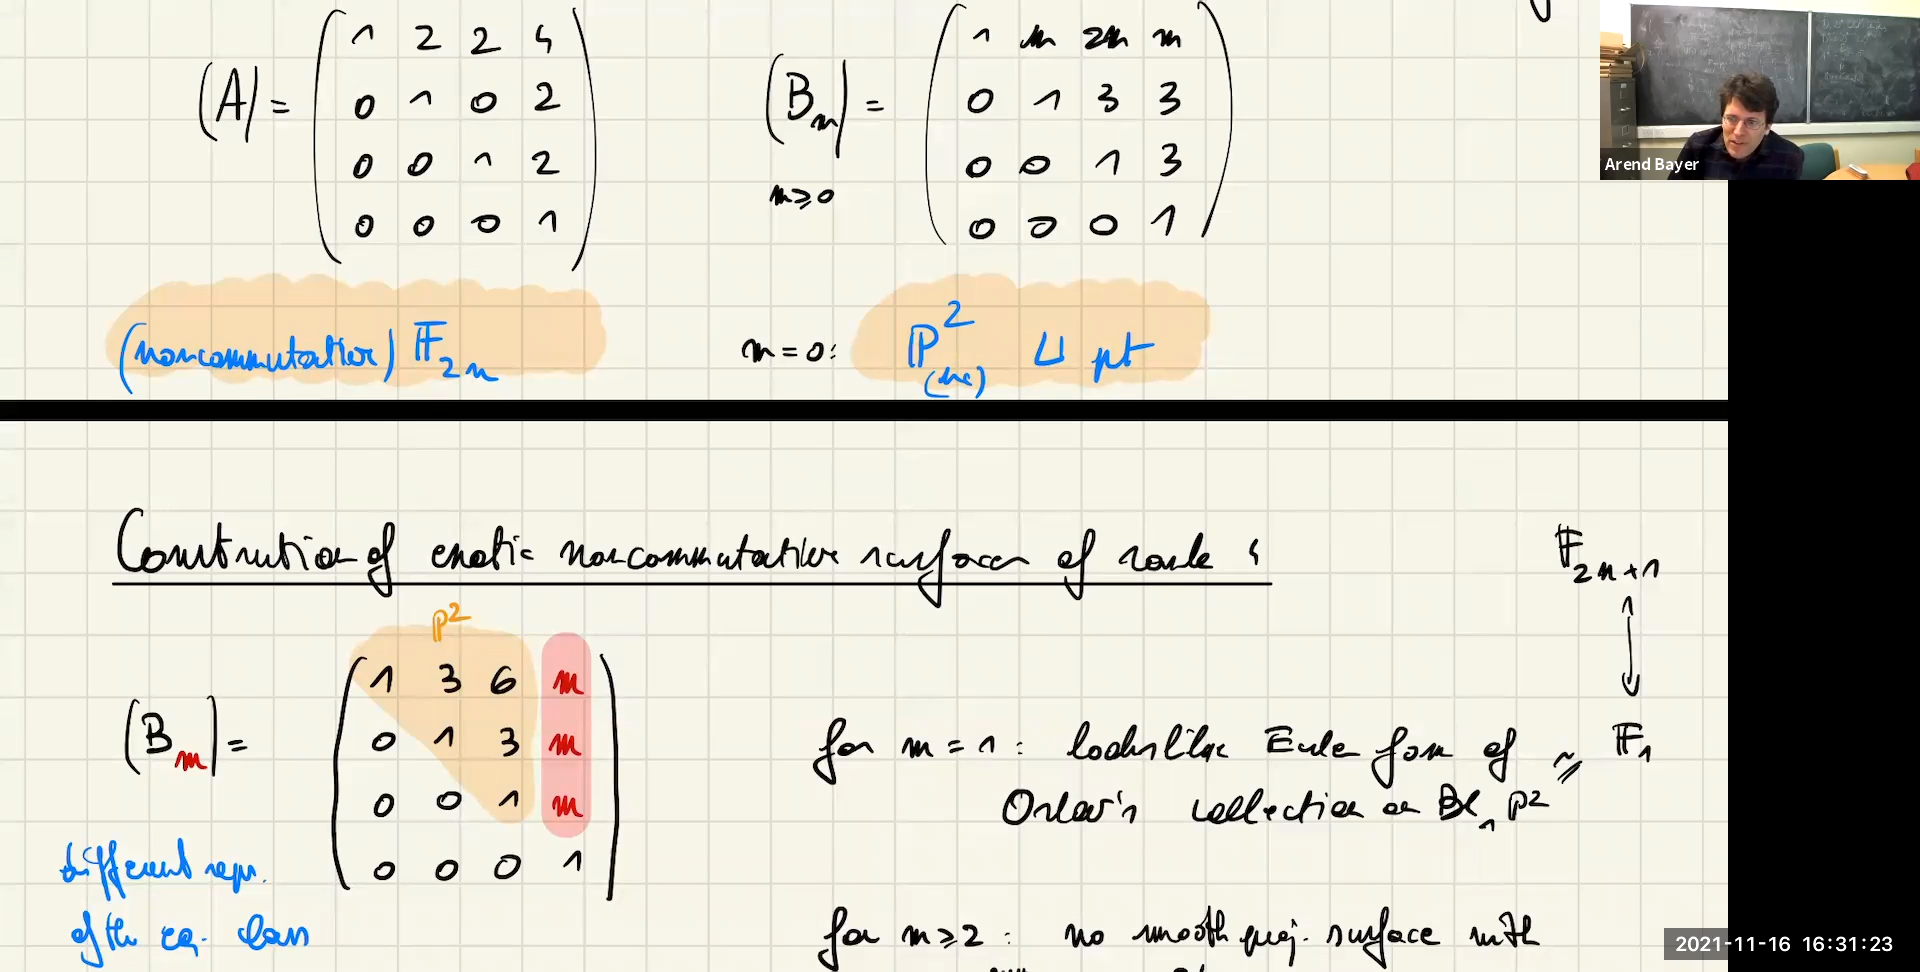 (A) = ( 1 2 2 4
0 1 0 2
0 0 1 2
0 0 0 1 )
(Bₘ) = ( 1 m 2m m
0 1 3 3
0 0 1 3
0 0 0 1 )
m ≥ 0
(noncommutative) 𝔽₂ₙ
m = 0: ℙ² ⊔ pt
(nc)
Arend Bayer
Construction of exotic noncommutative surfaces of rank 4
𝔽₂ₙ₊₁
↕
𝔽₁
P²
(Bₘ) = ( 1 3 6 m
0 1 3 m
0 0 1 m
0 0 0 1 )
different repr.
of the eq. class
for m = 1 : looks like Euler form of
Orlov's collection on Bl₁ P² ≅
for m ≥ 2 : no smooth proj. surface with
2021-11-16 16:31:23